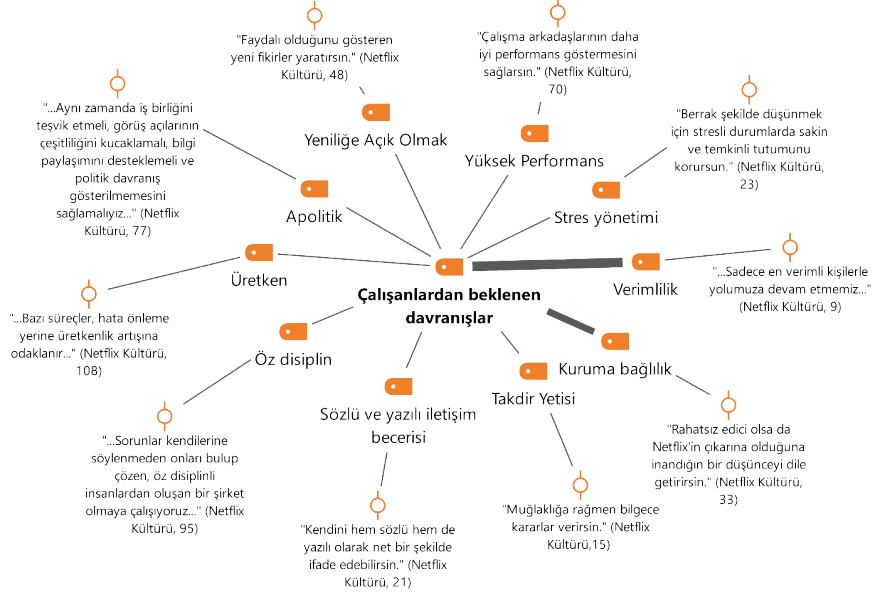 "Faydalı olduğunu gösteren
yeni fikirler yaratırsın." (Netflix
Kültürü, 48)
"Çalışma arkadaşlarının daha
iyi performans göstermesini
sağlarsın." (Netflix Kültürü,
70)
"...Aynı zamanda iş birliğini
teşvik etmeli, görüş açılarının
çeşitliliğini kucaklamalı, bilgi
paylaşımını desteklemeli ve
politik davranış
gösterilmemesini
sağlamalıyız..." (Netflix
Kültürü, 77)
"Berrak şekilde düşünmek
için stresli durumlarda sakin
ve temkinli tutumunu
korursun." (Netflix Kültürü,
23)
Yeniliğe Açık Olmak
Yüksek Performans
Apolitik
Stres yönetimi
Üretken
Verimlilik
"...Sadece en verimli kişilerle
yolumuza devam etmemiz..."
(Netflix Kültürü, 9)
Çalışanlardan beklenen
davranışlar
"...Bazı süreçler, hata önleme
yerine üretkenlik artışına
odaklanır..." (Netflix Kültürü,
108)
Öz disiplin
Kuruma bağlılık
Takdir Yetisi
Sözlü ve yazılı iletişim
becerisi
"...Sorunlar kendilerine
söylenmeden onları bulup
çözen, öz disiplinli
insanlardan oluşan bir şirket
olmaya çalışıyoruz..." (Netflix
Kültürü, 95)
"Rahatsız edici olsa da
Netflix'in çıkarına olduğuna
inandığın bir düşünceyi dile
getirirsin." (Netflix Kültürü,
33)
"Muğlaklığa rağmen bilgece
kararlar verirsin." (Netflix
Kültürü,15)
"Kendini hem sözlü hem de
yazılı olarak net bir şekilde
ifade edebilirsin." (Netflix
Kültürü, 21)